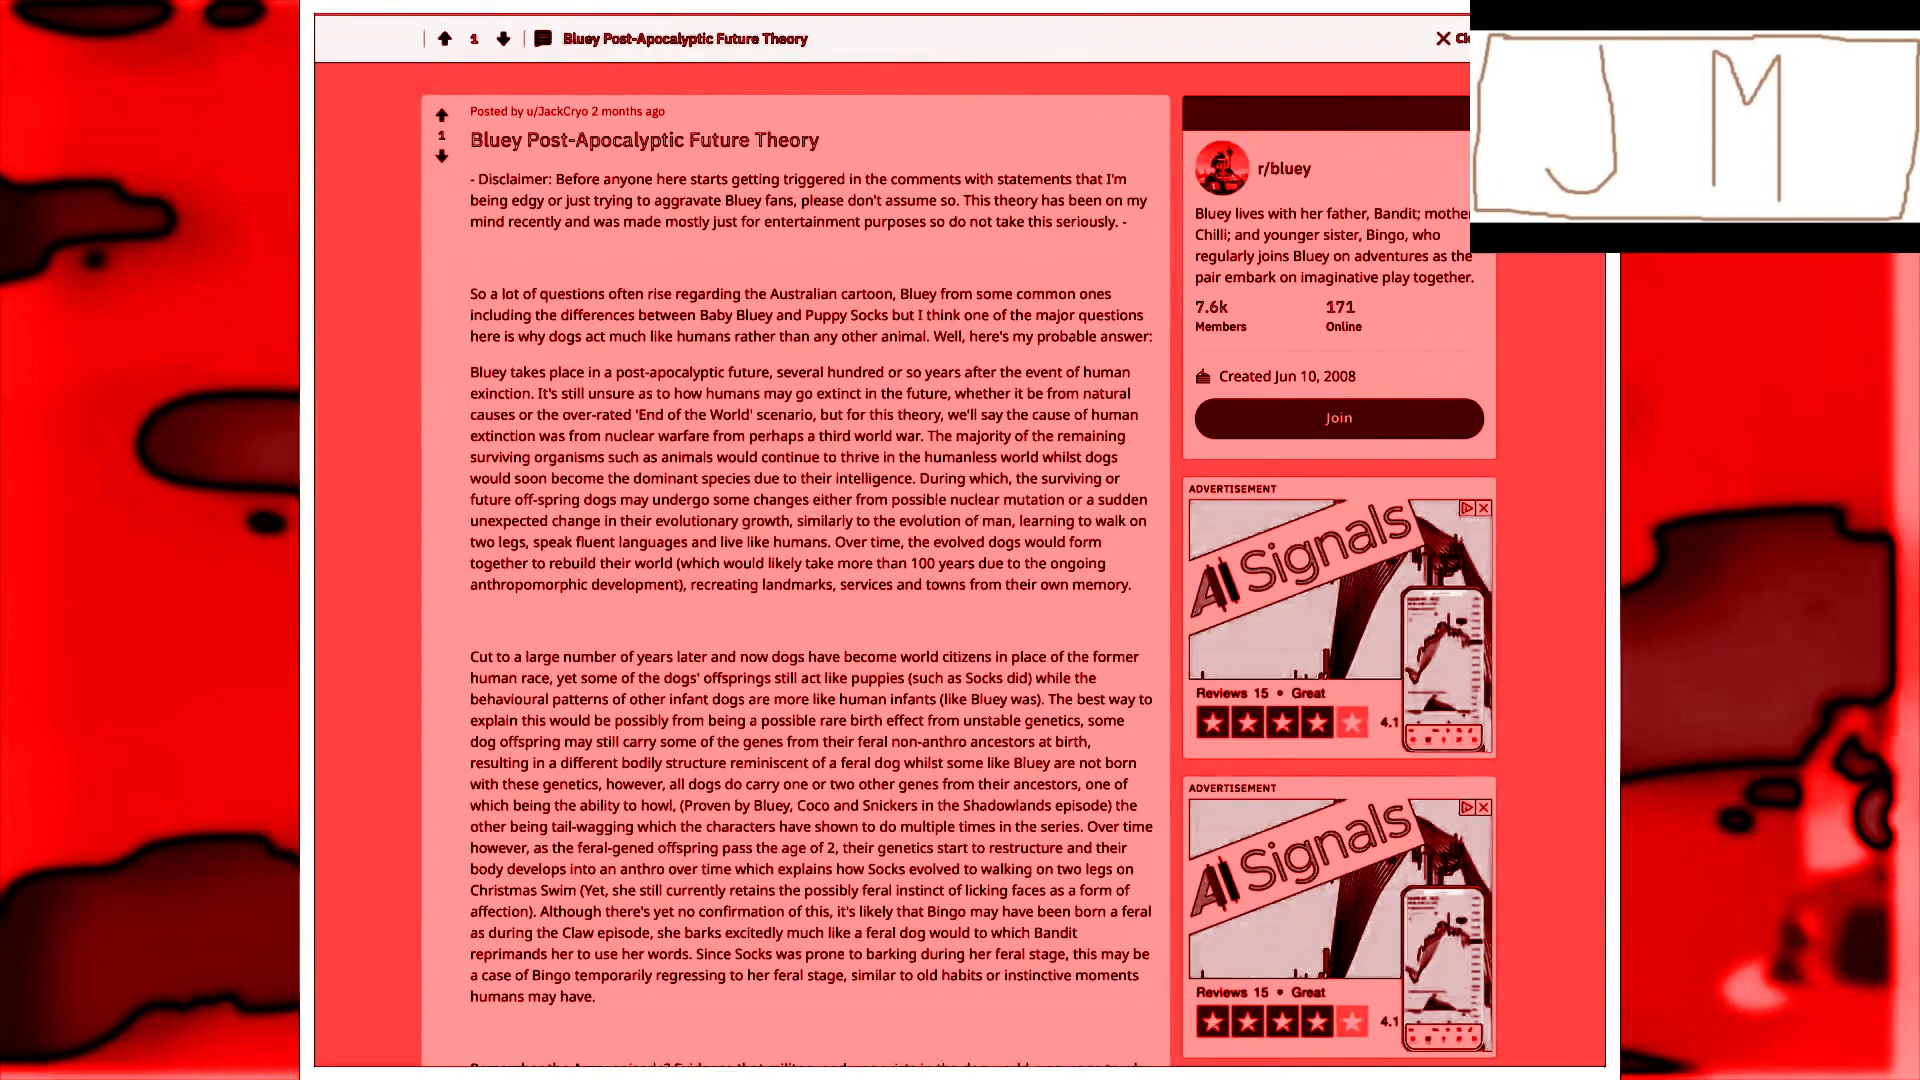 1 Bluey Post-Apocalyptic Future Theory
J M
Posted by u/JackCryo 2 months ago
1
Bluey Post-Apocalyptic Future Theory
- Disclaimer: Before anyone here starts getting triggered in the comments with statements that I'm
being edgy or just trying to aggravate Bluey fans, please don't assume so. This theory has been on my
mind recently and was made mostly just for entertainment purposes so do not take this seriously. -
So a lot of questions often rise regarding the Australian cartoon, Bluey from some common ones
including the differences between Baby Bluey and Puppy Socks but I think one of the major questions
here is why dogs act much like humans rather than any other animal. Well, here's my probable answer:
Bluey takes place in a post-apocalyptic future, several hundred or so years after the event of human
exinction. It's still unsure as to how humans may go extinct in the future, whether it be from natural
causes or the over-rated 'End of the World' scenario, but for this theory, we'll say the cause of human
extinction was from nuclear warfare from perhaps a third world war. The majority of the remaining
surviving organisms such as animals would continue to thrive in the humanless world whilst dogs
would soon become the dominant species due to their intelligence. During which, the surviving or
future off-spring dogs may undergo some changes either from possible nuclear mutation or a sudden
unexpected change in their evolutionary growth, similarly to the evolution of man, learning to walk on
two legs, speak fluent languages and live like humans. Over time, the evolved dogs would form
together to rebuild their world (which would likely take more than 100 years due to the ongoing
anthropomorphic development), recreating landmarks, services and towns from their own memory.
Cut to a large number of years later and now dogs have become world citizens in place of the former
human race, yet some of the dogs' offsprings still act like puppies (such as Socks did) while the
behavioural patterns of other infant dogs are more like human infants (like Bluey was). The best way to
explain this would be possibly from being a possible rare birth effect from unstable genetics, some
dog offspring may still carry some of the genes from their feral non-anthro ancestors at birth,
resulting in a different bodily structure reminiscent of a feral dog whilst some like Bluey are not born
with these genetics, however, all dogs do carry one or two other genes from their ancestors, one of
which being the ability to howl, (Proven by Bluey, Coco and Snickers in the Shadowlands episode) the
other being tail-wagging which the characters have shown to do multiple times in the series. Over time
however, as the feral-gened offspring pass the age of 2, their genetics start to restructure and their
body develops into an anthro over time which explains how Socks evolved to walking on two legs on
Christmas Swim (Yet, she still currently retains the possibly feral instinct of licking faces as a form of
affection). Although there's yet no confirmation of this, it's likely that Bingo may have been born a feral
as during the Claw episode, she barks excitedly much like a feral dog would to which Bandit
reprimands her to use her words. Since Socks was prone to barking during her feral stage, this may be
a case of Bingo temporarily regressing to her feral stage, similar to old habits or instinctive moments
humans may have.
r/bluey
Bluey lives with her father, Bandit; mother
Chilli; and younger sister, Bingo, who
regularly joins Bluey on adventures as the
pair embark on imaginative play together.
7.6k 171
Members Online
Created Jun 10, 2008
Join
ADVERTISEMENT
AI Signals
Reviews 15 • Great
4.1
ADVERTISEMENT
AI Signals
Reviews 15 • Great
4.1